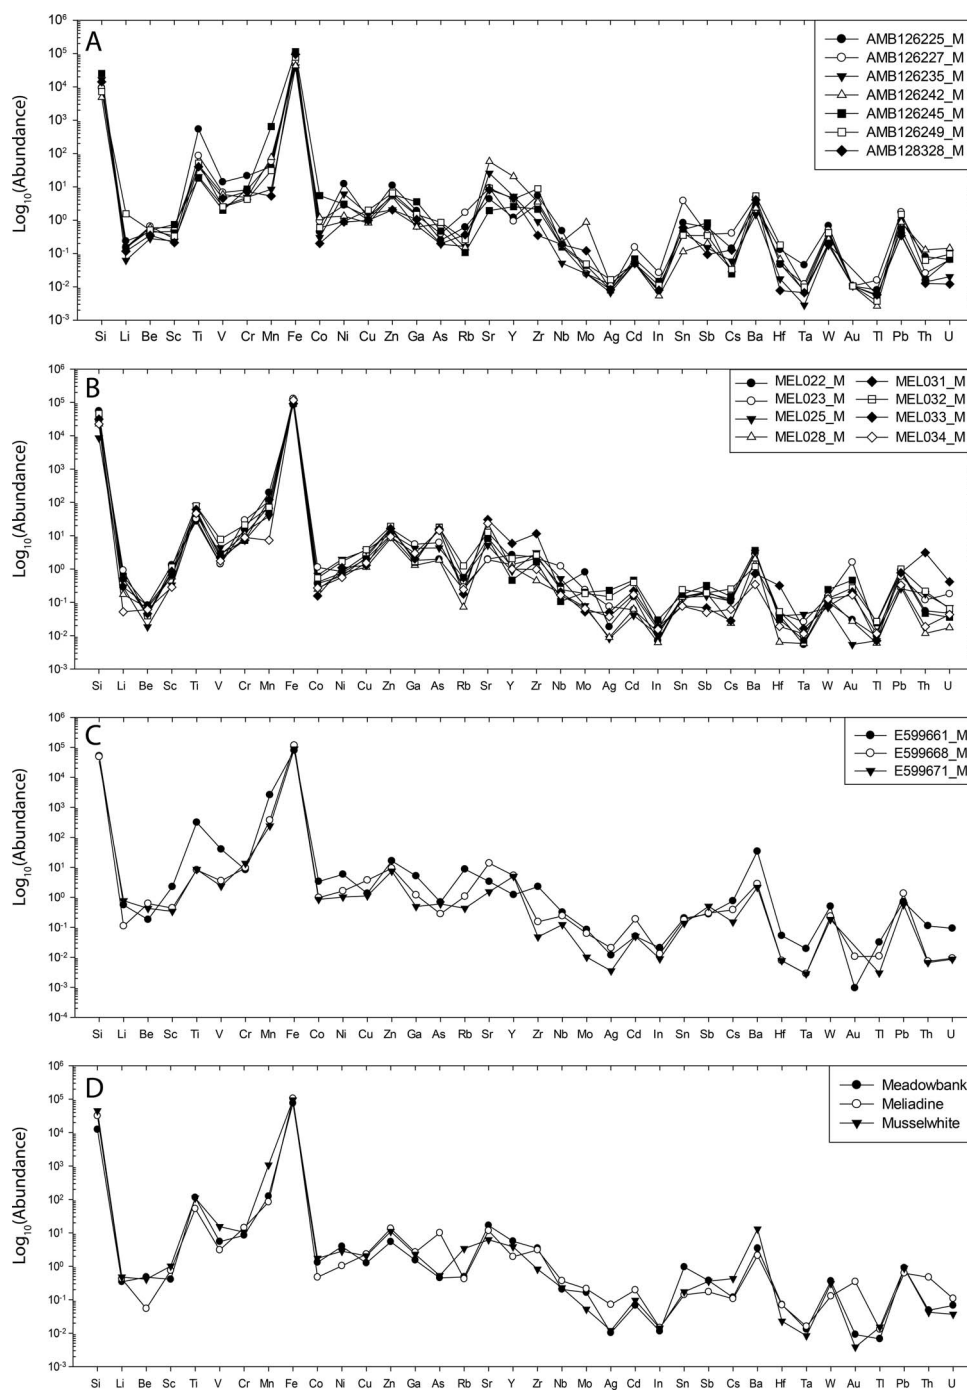 A
Log10(Abundance)
10^6
10^5
10^4
10^3
10^2
10^1
10^0
10^-1
10^-2
10^-3
AMB126225_M
AMB126227_M
AMB126235_M
AMB126242_M
AMB126245_M
AMB126249_M
AMB128328_M
Si Li Be Sc Ti V Cr Mn Fe Co Ni Cu Zn Ga As Rb Sr Y Zr Nb Mo Ag Cd In Sn Sb Cs Ba Hf Ta W Au Tl Pb Th U
B
Log10(Abundance)
10^6
10^5
10^4
10^3
10^2
10^1
10^0
10^-1
10^-2
10^-3
MEL022_M MEL031_M
MEL023_M MEL032_M
MEL025_M MEL033_M
MEL028_M MEL034_M
Si Li Be Sc Ti V Cr Mn Fe Co Ni Cu Zn Ga As Rb Sr Y Zr Nb Mo Ag Cd In Sn Sb Cs Ba Hf Ta W Au Tl Pb Th U
C
Log10(Abundance)
10^6
10^5
10^4
10^3
10^2
10^1
10^0
10^-1
10^-2
10^-3
10^-4
E599661_M
E599668_M
E599671_M
Si Li Be Sc Ti V Cr Mn Fe Co Ni Cu Zn Ga As Rb Sr Y Zr Nb Mo Ag Cd In Sn Sb Cs Ba Hf Ta W Au Tl Pb Th U
D
Log10(Abundance)
10^6
10^5
10^4
10^3
10^2
10^1
10^0
10^-1
10^-2
10^-3
Meadowbank
Meliadine
Musselwhite
Si Li Be Sc Ti V Cr Mn Fe Co Ni Cu Zn Ga As Rb Sr Y Zr Nb Mo Ag Cd In Sn Sb Cs Ba Hf Ta W Au Tl Pb Th U